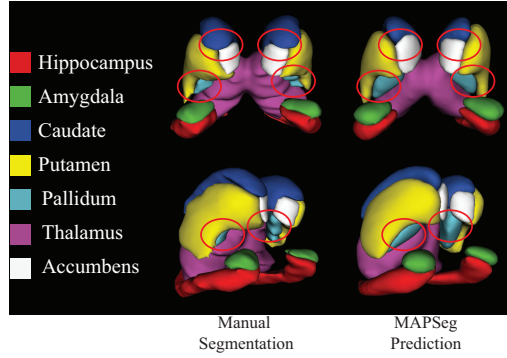 Hippocampus
Amygdala
Caudate
Putamen
Pallidum
Thalamus
Accumbens
Manual
Segmentation
MAPSeg
Prediction